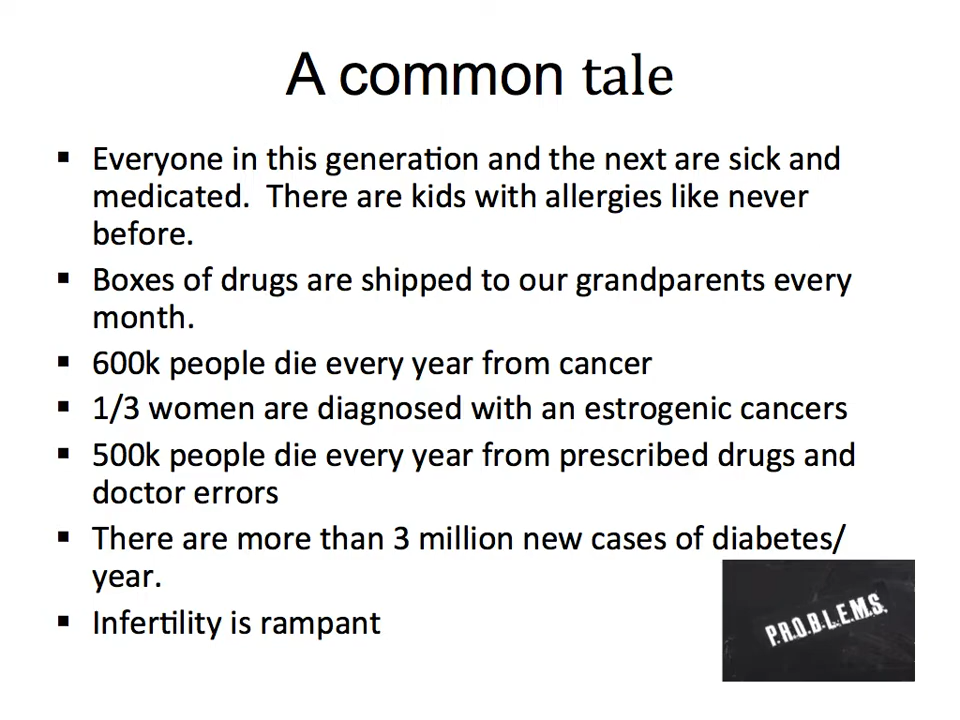 A common tale
▪ Everyone in this generation and the next are sick and
medicated.  There are kids with allergies like never
before.
▪ Boxes of drugs are shipped to our grandparents every
month.
▪ 600k people die every year from cancer
▪ 1/3 women are diagnosed with an estrogenic cancers
▪ 500k people die every year from prescribed drugs and
doctor errors
▪ There are more than 3 million new cases of diabetes/
year.
▪ Infertility is rampant
P.R.O.B.L.E.M.S.